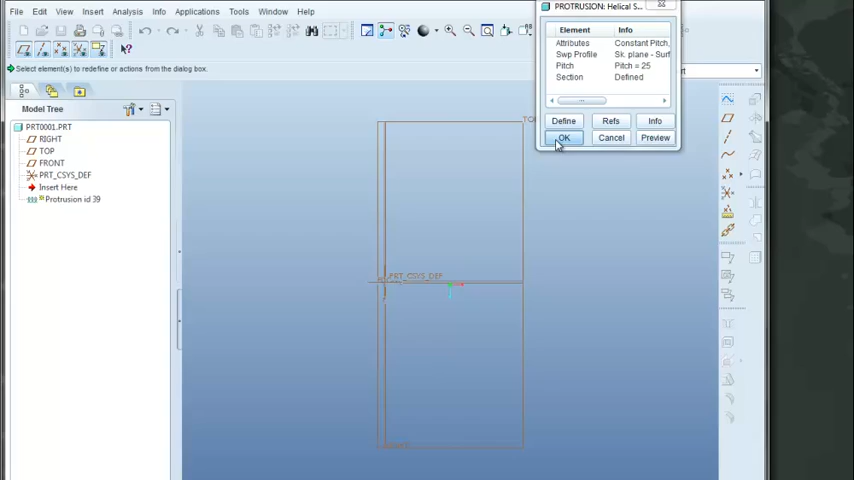 PROTRUSION: Helical S...
File Edit View Insert Analysis Info Applications Tools Window Help
Element Info
Attributes Constant Pitch,
Swp Profile Sk. plane - Surf
Pitch Pitch = 25
Section Defined
Select element(s) to redefine or actions from the dialog box.
Define Refs Info
OK Cancel Preview
Model Tree
PRT0001.PRT
RIGHT
TOP
FRONT
PRT_CSYS_DEF
Insert Here
Protrusion id 39
PRT_CSYS_DEF